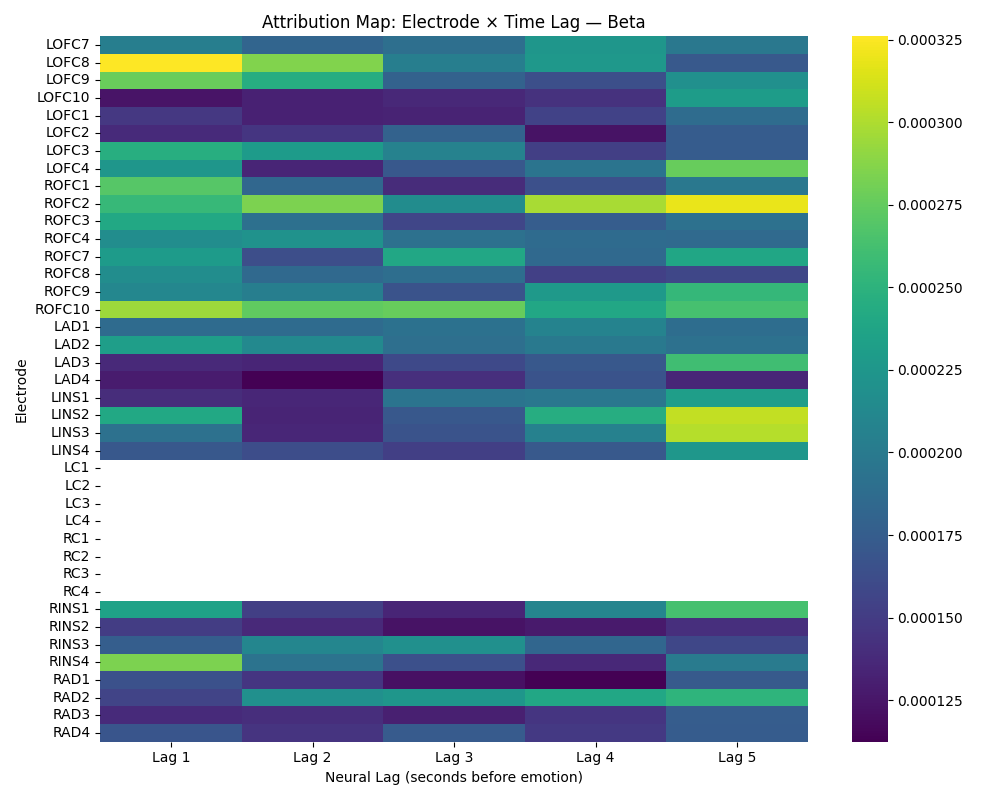 Attribution Map: Electrode × Time Lag — Beta
LOFC7
LOFC8
LOFC9
LOFC10
LOFC1
LOFC2
LOFC3
LOFC4
ROFC1
ROFC2
ROFC3
ROFC4
ROFC7
ROFC8
ROFC9
ROFC10
LAD1
LAD2
LAD3
LAD4
LINS1
LINS2
LINS3
LINS4
LC1
LC2
LC3
LC4
RC1
RC2
RC3
RC4
RINS1
RINS2
RINS3
RINS4
RAD1
RAD2
RAD3
RAD4
Electrode
Lag 1 Lag 2 Lag 3 Lag 4 Lag 5
Neural Lag (seconds before emotion)
0.000325
0.000300
0.000275
0.000250
0.000225
0.000200
0.000175
0.000150
0.000125